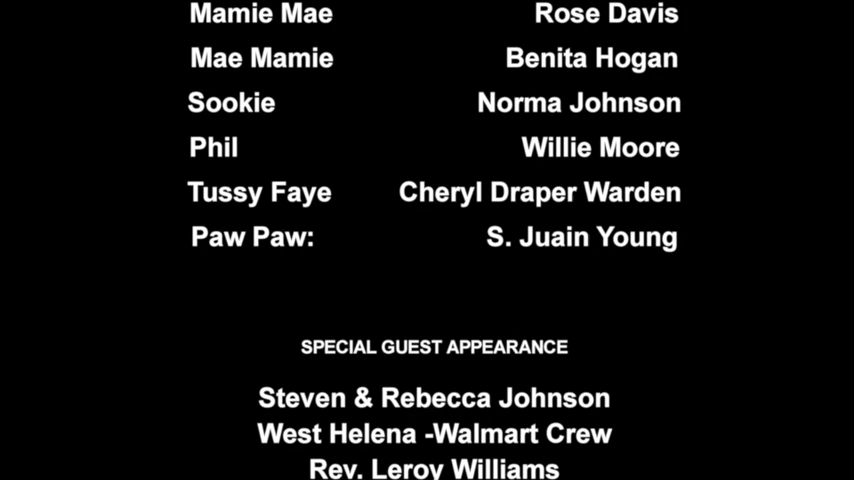 Mamie Mae Rose Davis
Mae Mamie Benita Hogan
Sookie Norma Johnson
Phil Willie Moore
Tussy Faye Cheryl Draper Warden
Paw Paw: S. Juain Young
SPECIAL GUEST APPEARANCE
Steven & Rebecca Johnson
West Helena -Walmart Crew
Rev. Leroy Williams